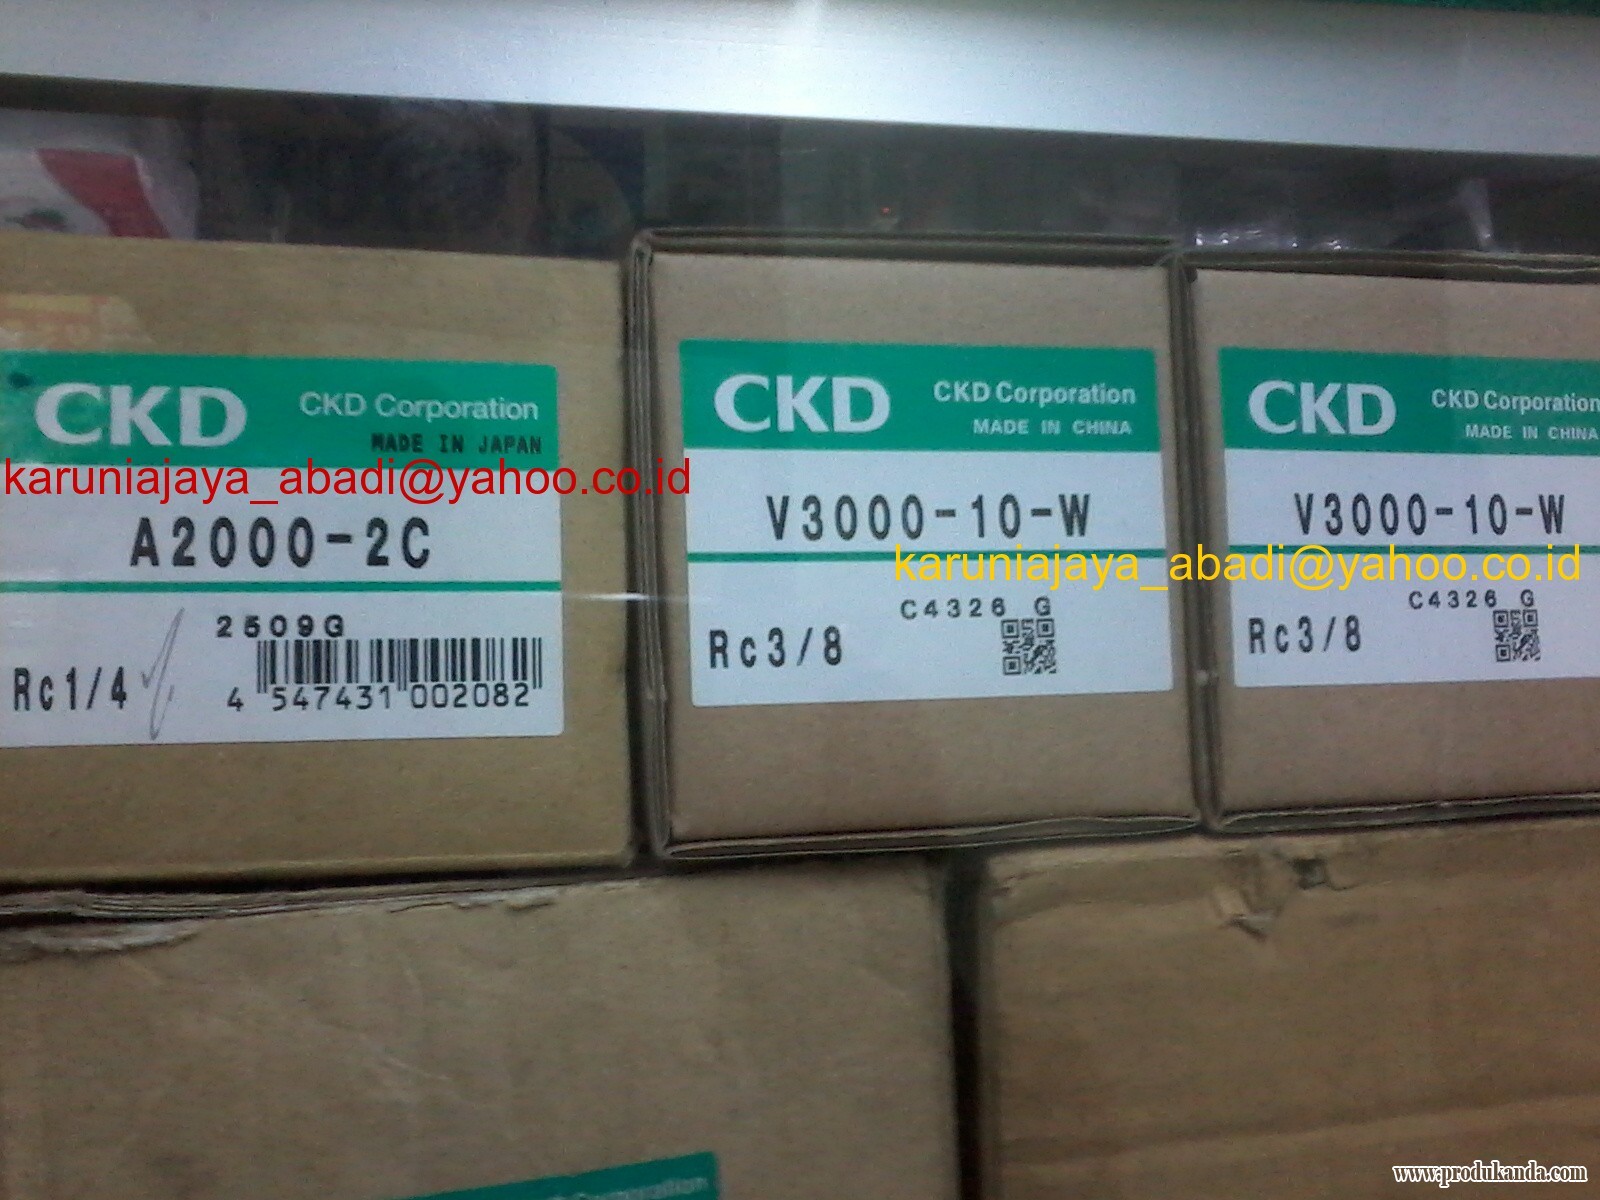 CKD CKD Corporation
MADE IN JAPAN
karuniajaya_abadi@yahoo.co.id
A2000-2C
2509G
Rc1/4
4 547431 002082
CKD CKD Corporation
MADE IN CHINA
V3000-10-W
karuniajaya_abadi@yahoo.co.id
C4326 G
Rc3/8
CKD CKD Corporation
MADE IN CHINA
V3000-10-W
C4326 G
Rc3/8
Corporation
www.produkanda.com